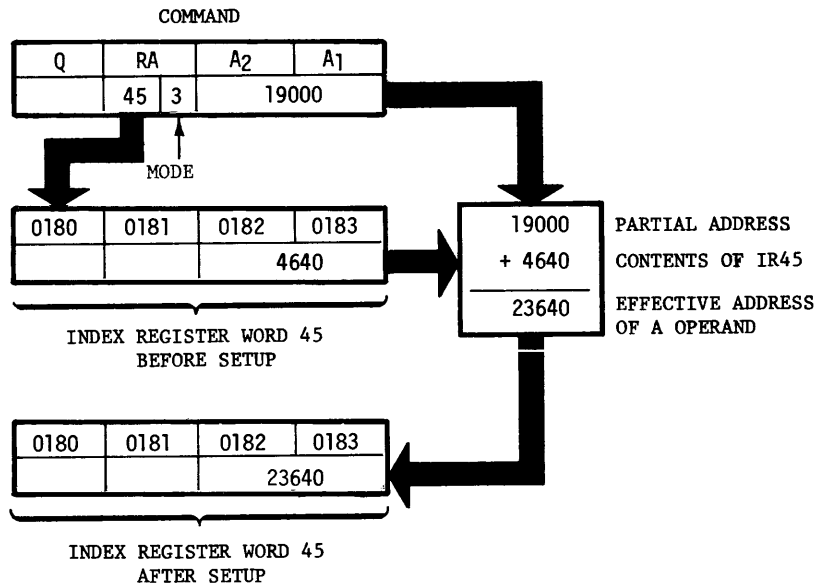 COMMAND
Q RA A2 A1
45 3 19000
MODE
0180 0181 0182 0183
4640
INDEX REGISTER WORD 45
BEFORE SETUP
19000 PARTIAL ADDRESS
+ 4640 CONTENTS OF IR45
23640 EFFECTIVE ADDRESS
OF A OPERAND
0180 0181 0182 0183
23640
INDEX REGISTER WORD 45
AFTER SETUP